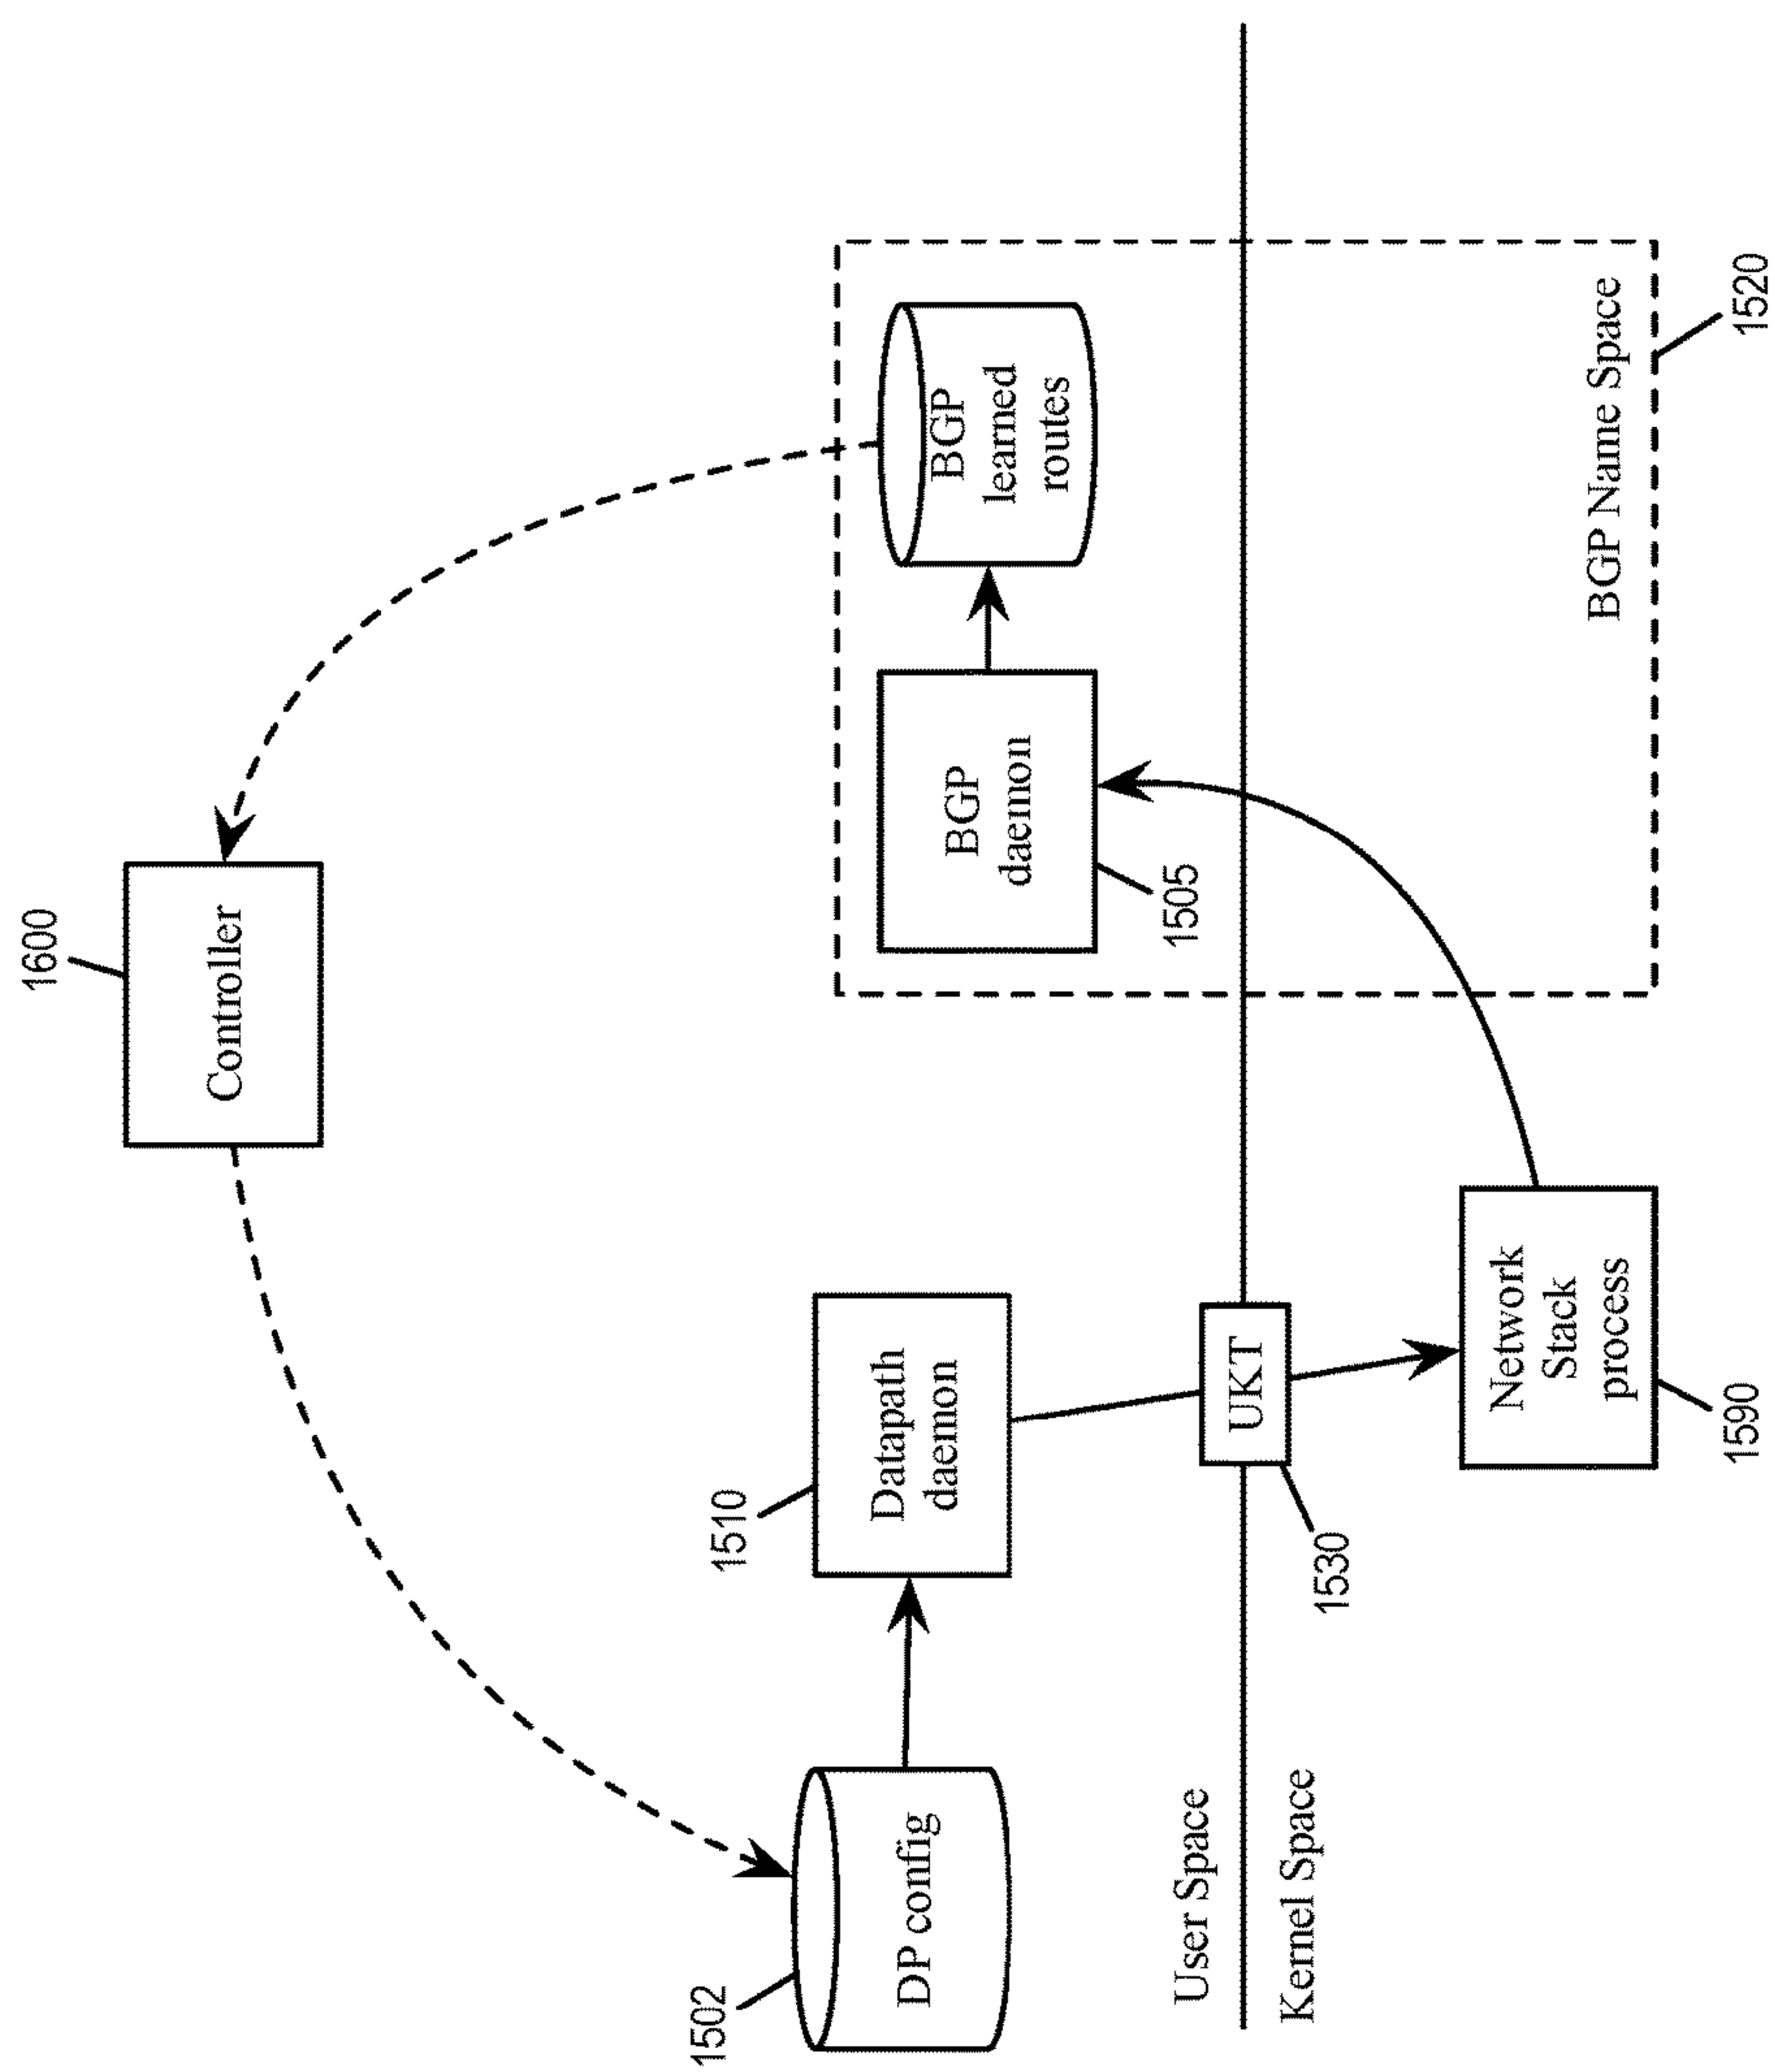 1600
Controller
1502
DP config
1510
Datapath
daemon
BGP
daemon
1505
BGP
learned
routes
User Space
Kernel Space
UKT
1530
Network
Stack
process
1590
BGP Name Space
1520